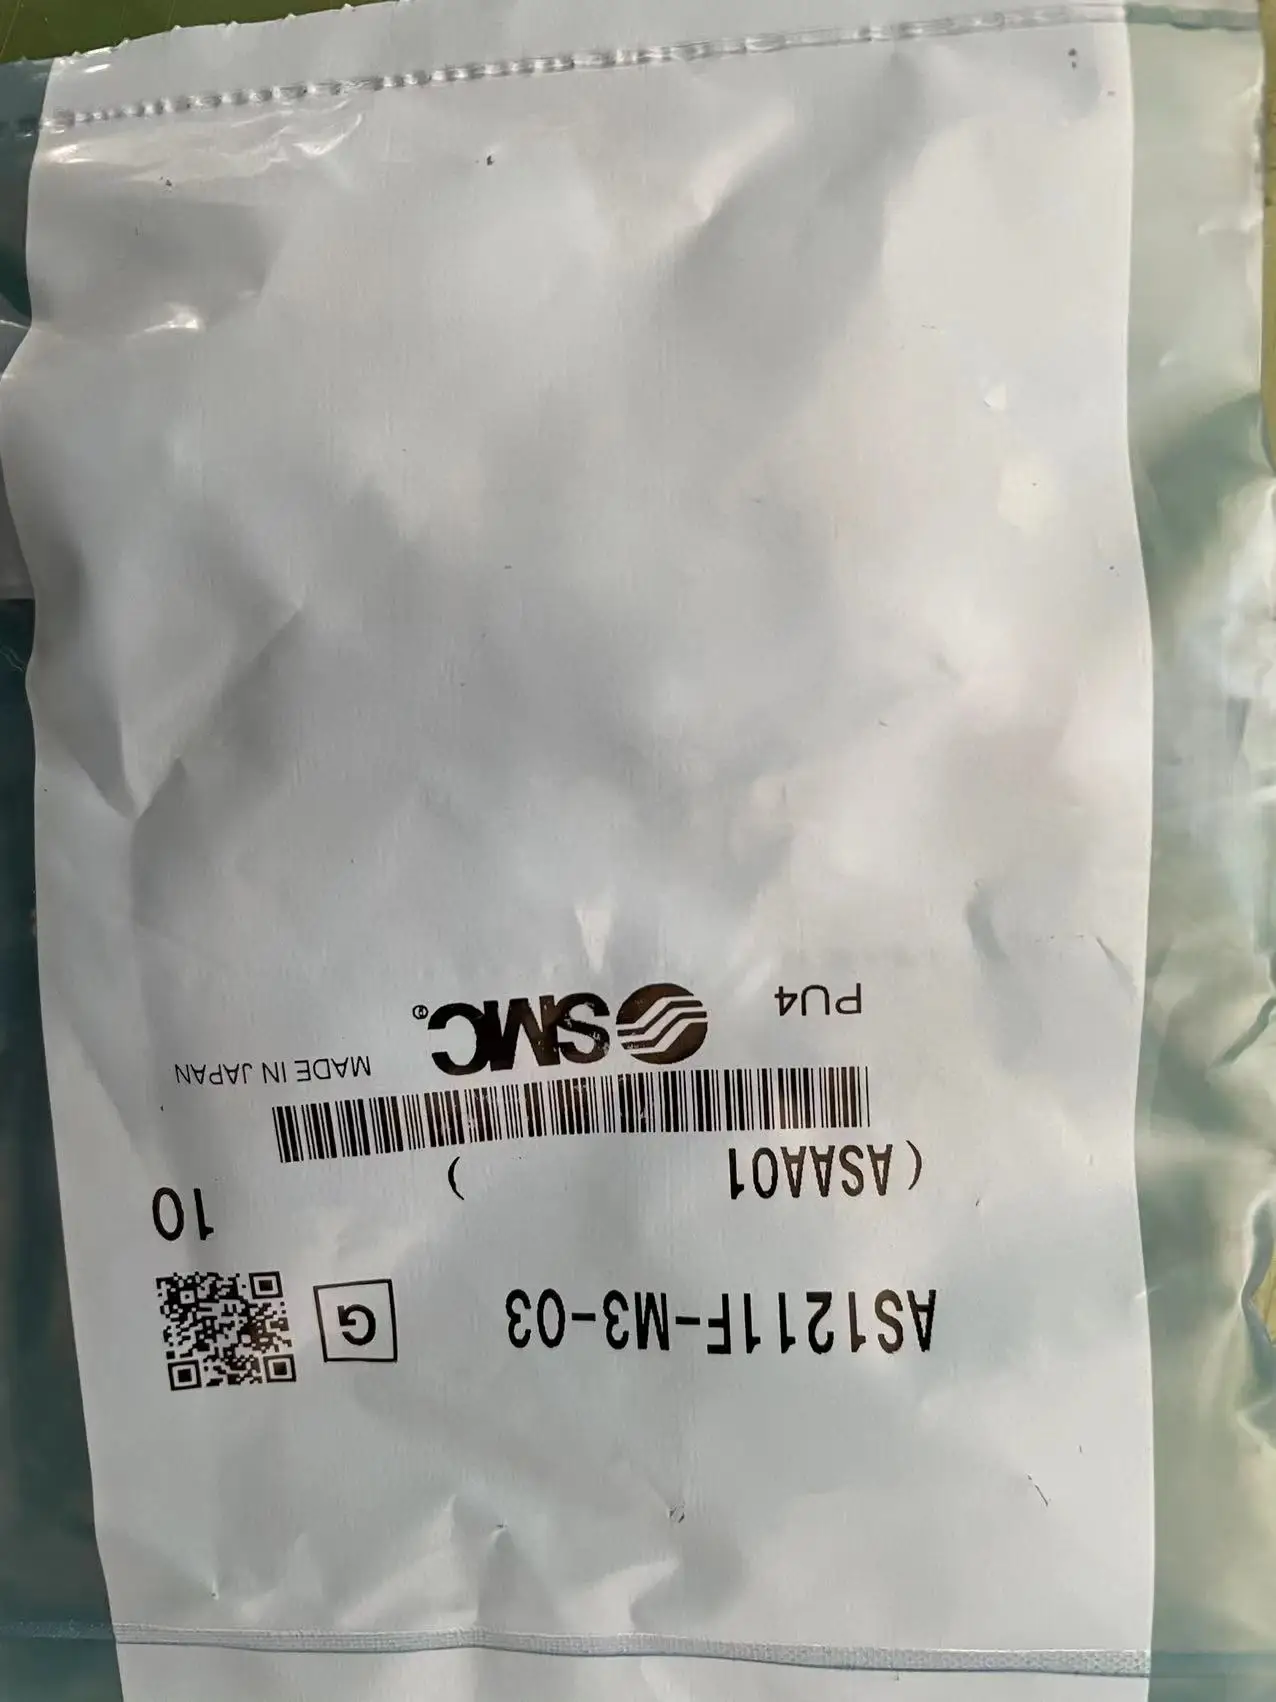 AS1211F-M3-03 G
(ASAA01 ) 10
MADE IN JAPAN
PU4 SMC®